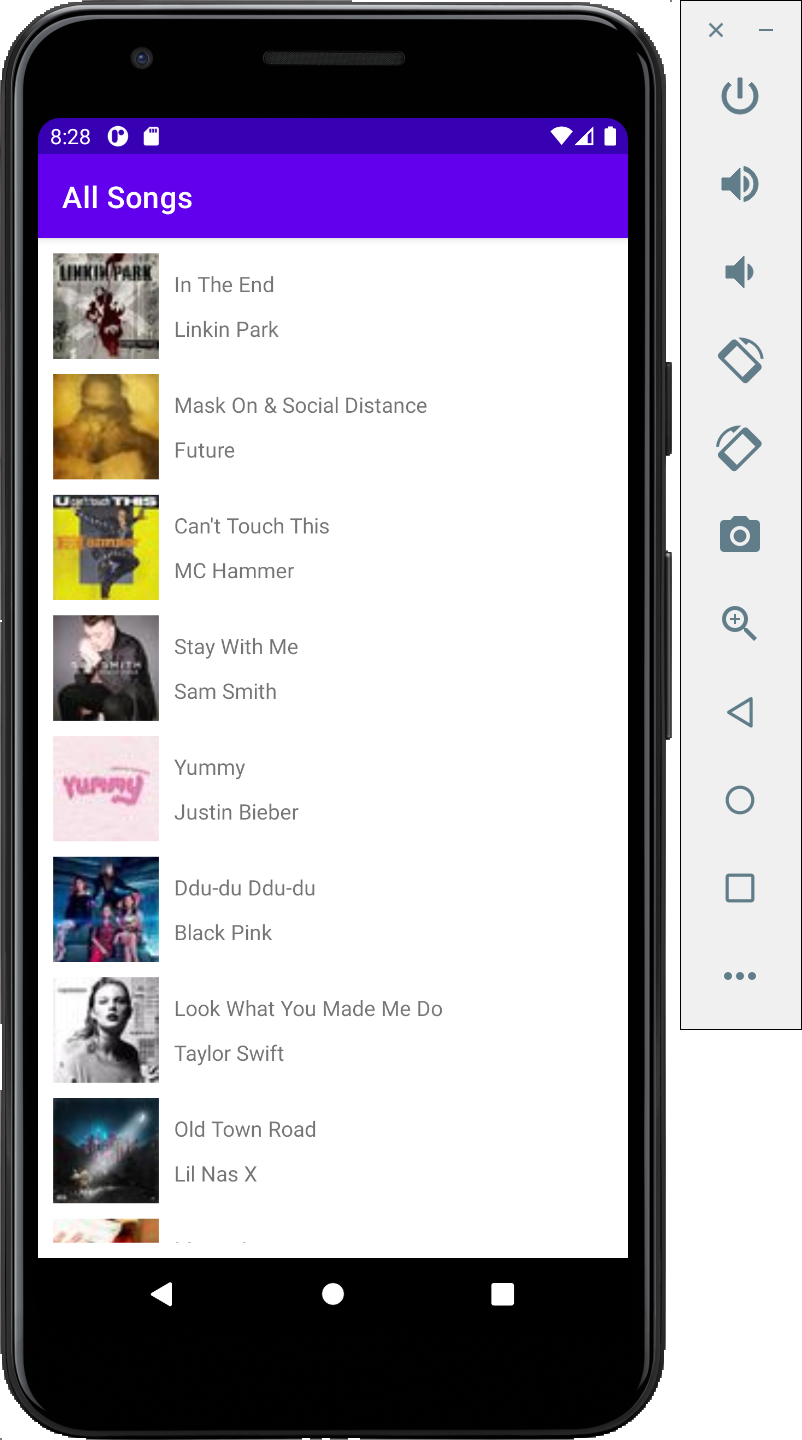 8:28
All Songs
LINKIN PARK
In The End
Linkin Park
Mask On & Social Distance
Future
U can't touch THIS
Hammer
Can't Touch This
MC Hammer
SAM SMITH
Stay With Me
Sam Smith
YUMMY
Yummy
Justin Bieber
Ddu-du Ddu-du
Black Pink
Look What You Made Me Do
Taylor Swift
Old Town Road
Lil Nas X